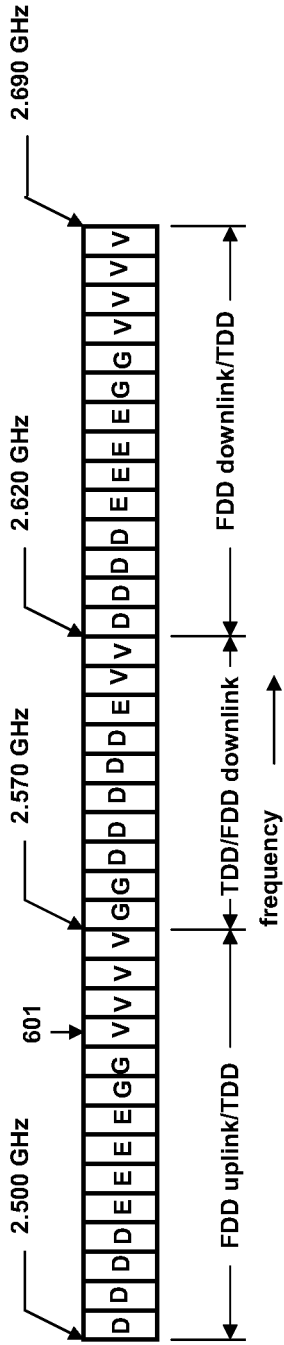 2.500 GHz
601
2.570 GHz
2.620 GHz
2.690 GHz
D D D D E E E E G G V V V V G G D D D D D E V V D D D D E E E E G G V V V V
FDD uplink/TDD
TDD/FDD downlink
FDD downlink/TDD
frequency